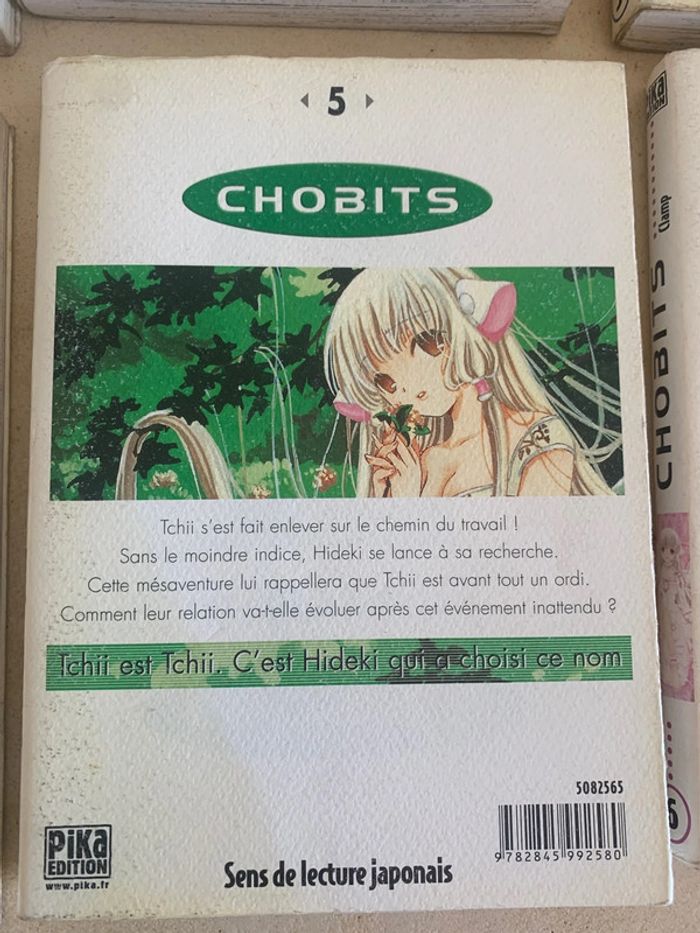 5
CHOBITS
Tchii s'est fait enlever sur le chemin du travail !
Sans le moindre indice, Hideki se lance à sa recherche.
Cette mésaventure lui rappellera que Tchii est avant tout un ordi.
Comment leur relation va-t-elle évoluer après cet événement inattendu ?
Tchii est Tchii. C'est Hideki qui a choisi ce nom
5082565
9 782845 992580
PiKa
EDITION
www.pika.fr
Sens de lecture japonais
PiKa
EDITION
Clamp
CHOBITS